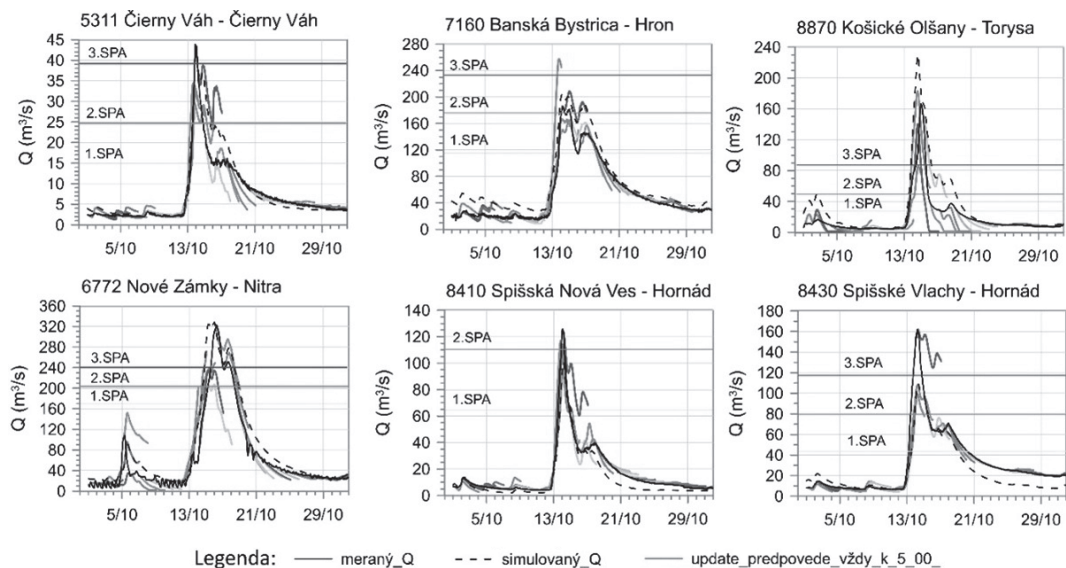 5311 Čierny Váh - Čierny Váh
Q (m³/s)
45
40
35
30
25
20
15
10
5
0
3.SPA
2.SPA
1.SPA
5/10 13/10 21/10 29/10
7160 Banská Bystrica - Hron
Q (m³/s)
280
240
200
160
120
80
40
0
3.SPA
2.SPA
1.SPA
5/10 13/10 21/10 29/10
8870 Košické Olšany - Torysa
Q (m³/s)
240
200
160
120
80
40
0
3.SPA
2.SPA
1.SPA
5/10 13/10 21/10 29/10
6772 Nové Zámky - Nitra
Q (m³/s)
360
320
280
240
200
160
120
80
40
0
3.SPA
2.SPA
1.SPA
5/10 13/10 21/10 29/10
8410 Spišská Nová Ves - Hornád
Q (m³/s)
140
120
100
80
60
40
20
0
2.SPA
1.SPA
5/10 13/10 21/10 29/10
8430 Spišské Vlachy - Hornád
Q (m³/s)
180
160
140
120
100
80
60
40
20
0
3.SPA
2.SPA
1.SPA
5/10 13/10 21/10 29/10
Legenda: meraný_Q simulovaný_Q update_predpovede_vždy_k_5_00_